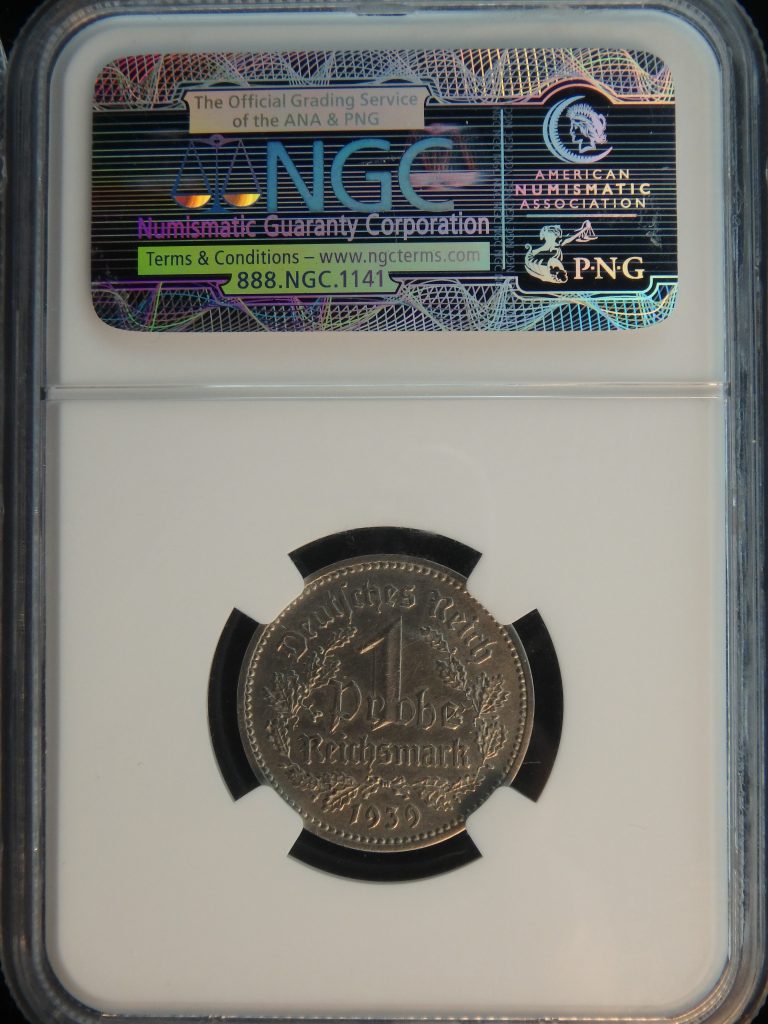 The Official Grading Service
of the ANA & PNG
NGC
Numismatic Guaranty Corporation
Terms & Conditions – www.ngcterms.com
888.NGC.1141
AMERICAN
NUMISMATIC
ASSOCIATION
P·N·G
Deutsches Reich
1
Probe
Reichsmark
1939